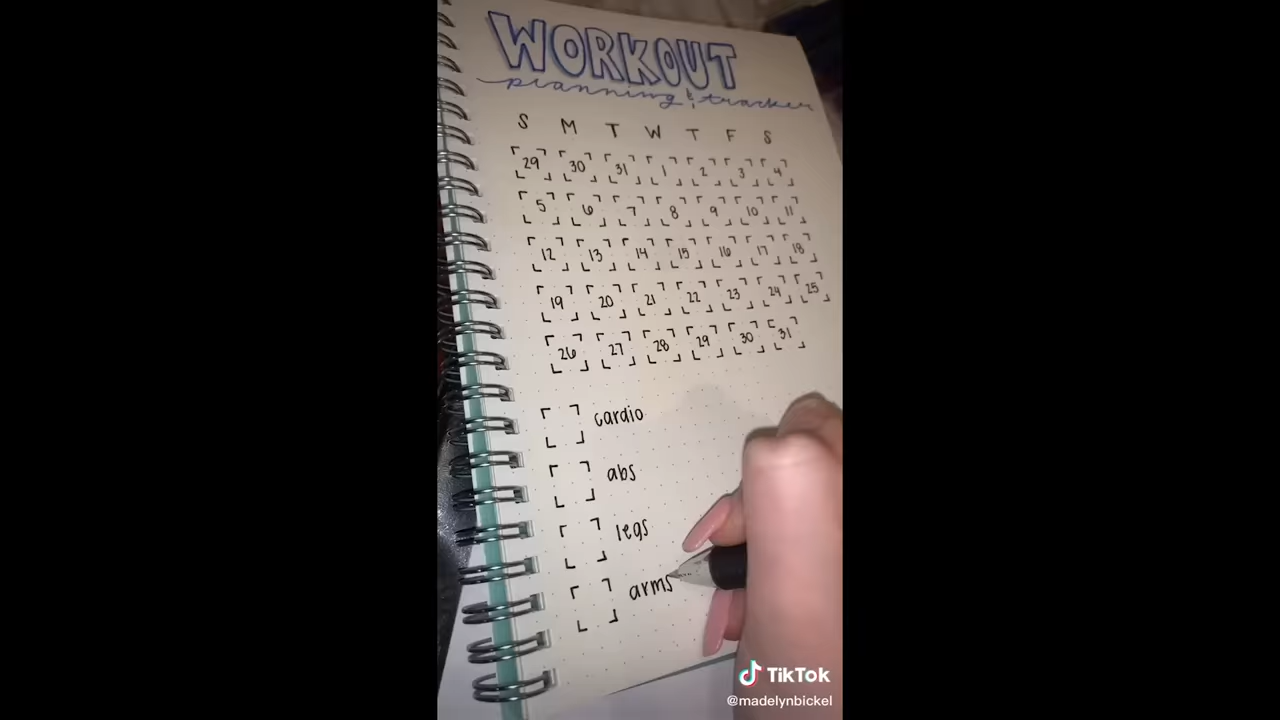 WORKOUT
planning & tracker
S M T W T F S
29 30 31 1 2 3 4
5 6 7 8 9 10 11
12 13 14 15 16 17 18
19 20 21 22 23 24 25
26 27 28 29 30 31
cardio
abs
legs
arms
TikTok
@madelynbickel